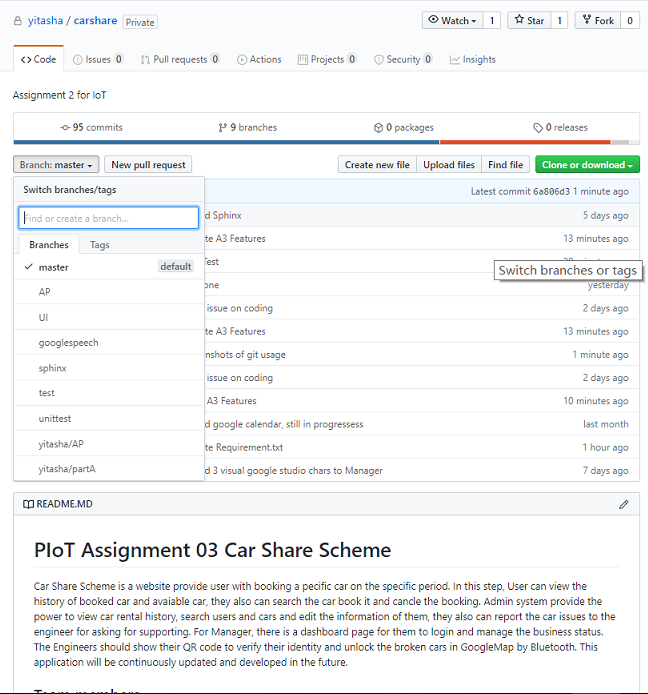 yitasha / carshare Private Watch 1 Star 1 Fork 0
Code Issues 0 Pull requests 0 Actions Projects 0 Security 0 Insights
Assignment 2 for IoT
95 commits 9 branches 0 packages 0 releases
Branch: master New pull request Create new file Upload files Find file Clone or download
Switch branches/tags
Latest commit 6a806d3 1 minute ago
Find or create a branch...
d Sphinx 5 days ago
Branches Tags
te A3 Features 13 minutes ago
master default
Test
Switch branches or tags
AP
one yesterday
issue on coding 2 days ago
UI
te A3 Features 13 minutes ago
googlespeech
nshots of git usage 1 minute ago
sphinx
issue on coding 2 days ago
test
A3 Features 10 minutes ago
unittest
d google calendar, still in progressess last month
yitasha/AP
te Requirement.txt 1 hour ago
yitasha/partA
d 3 visual google studio chars to Manager 7 days ago
README.MD
PIoT Assignment 03 Car Share Scheme
Car Share Scheme is a website provide user with booking a pecific car on the specific period. In this step, User can view the
history of booked car and avaiable car, they also can search the car book it and cancle the booking. Admin system provide the
power to view car rental history, search users and cars and edit the information of them, they also can report the car issues to the
engineer for asking for supporting. For Manager, there is a dashboard page for them to login and manage the business status.
The Engineers should show their QR code to verify their identity and unlock the broken cars in GoogleMap by Bluetooth. This
application will be continuously updated and developed in the future.
Team members